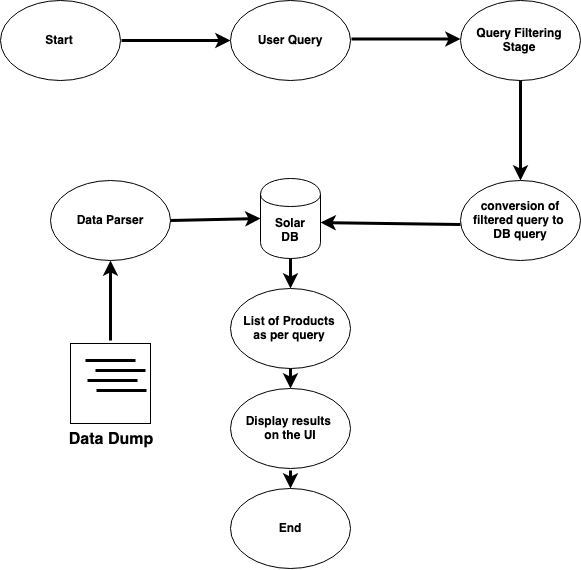 Start
User Query
Query Filtering
Stage
Data Parser
Solar
DB
conversion of
filtered query to
DB query
List of Products
as per query
Data Dump
Display results
on the UI
End